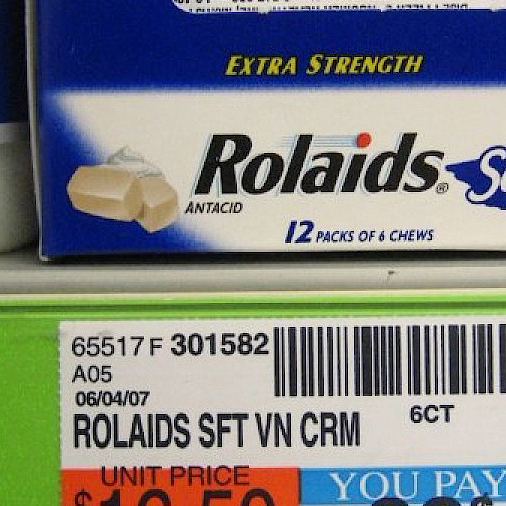 EXTRA STRENGTH
Rolaids®
ANTACID
12 PACKS OF 6 CHEWS
65517 F 301582
A05
06/04/07
6CT
ROLAIDS SFT VN CRM
UNIT PRICE
YOU PAY